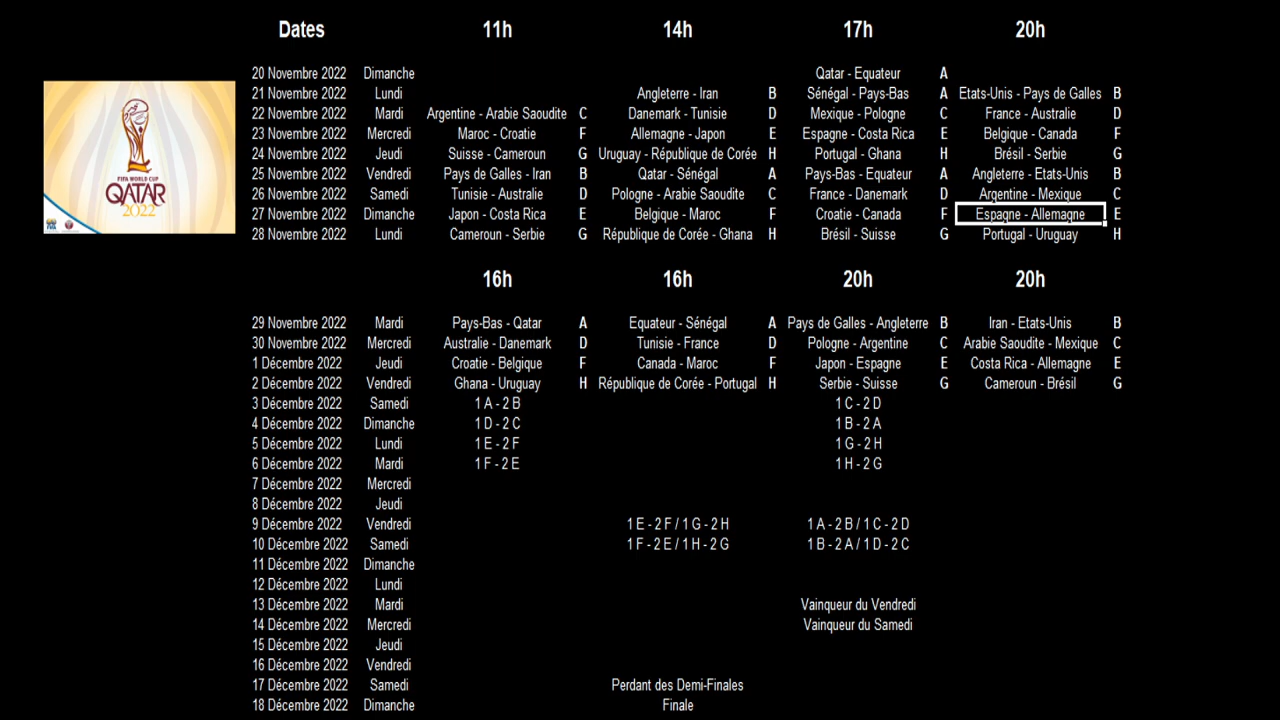 Dates 11h 14h 17h 20h
20 Novembre 2022 Dimanche Qatar - Equateur A
21 Novembre 2022 Lundi Angleterre - Iran B Sénégal - Pays-Bas A Etats-Unis - Pays de Galles B
22 Novembre 2022 Mardi Argentine - Arabie Saoudite C Danemark - Tunisie D Mexique - Pologne C France - Australie D
23 Novembre 2022 Mercredi Maroc - Croatie F Allemagne - Japon E Espagne - Costa Rica E Belgique - Canada F
24 Novembre 2022 Jeudi Suisse - Cameroun G Uruguay - République de Corée H Portugal - Ghana H Brésil - Serbie G
25 Novembre 2022 Vendredi Pays de Galles - Iran B Qatar - Sénégal A Pays-Bas - Equateur A Angleterre - Etats-Unis B
26 Novembre 2022 Samedi Tunisie - Australie D Pologne - Arabie Saoudite C France - Danemark D Argentine - Mexique C
27 Novembre 2022 Dimanche Japon - Costa Rica E Belgique - Maroc F Croatie - Canada F Espagne - Allemagne E
28 Novembre 2022 Lundi Cameroun - Serbie G République de Corée - Ghana H Brésil - Suisse G Portugal - Uruguay H
FIFA WORLD CUP
QATAR
2022
16h 16h 20h 20h
29 Novembre 2022 Mardi Pays-Bas - Qatar A Equateur - Sénégal A Pays de Galles - Angleterre B Iran - Etats-Unis B
30 Novembre 2022 Mercredi Australie - Danemark D Tunisie - France D Pologne - Argentine C Arabie Saoudite - Mexique C
1 Décembre 2022 Jeudi Croatie - Belgique F Canada - Maroc F Japon - Espagne E Costa Rica - Allemagne E
2 Décembre 2022 Vendredi Ghana - Uruguay H République de Corée - Portugal H Serbie - Suisse G Cameroun - Brésil G
3 Décembre 2022 Samedi 1 A - 2 B 1 C - 2 D
4 Décembre 2022 Dimanche 1 D - 2 C 1 B - 2 A
5 Décembre 2022 Lundi 1 E - 2 F 1 G - 2 H
6 Décembre 2022 Mardi 1 F - 2 E 1 H - 2 G
7 Décembre 2022 Mercredi
8 Décembre 2022 Jeudi
9 Décembre 2022 Vendredi 1 E - 2 F / 1 G - 2 H 1 A - 2 B / 1 C - 2 D
10 Décembre 2022 Samedi 1 F - 2 E / 1 H - 2 G 1 B - 2 A / 1 D - 2 C
11 Décembre 2022 Dimanche
12 Décembre 2022 Lundi
13 Décembre 2022 Mardi Vainqueur du Vendredi
14 Décembre 2022 Mercredi Vainqueur du Samedi
15 Décembre 2022 Jeudi
16 Décembre 2022 Vendredi
17 Décembre 2022 Samedi Perdant des Demi-Finales
18 Décembre 2022 Dimanche Finale